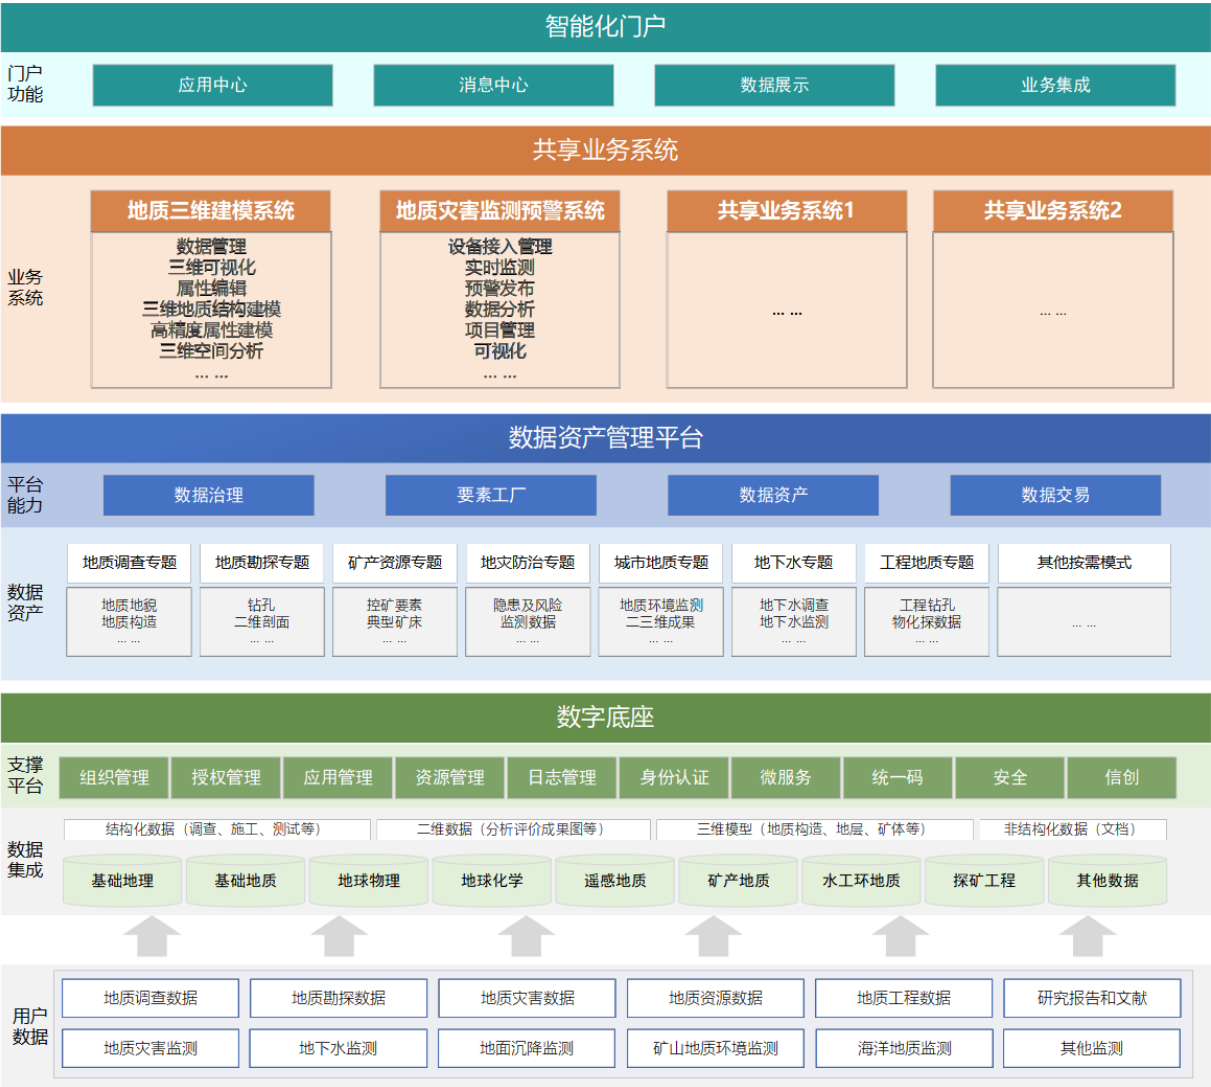 智能化门户
门户
功能
应用中心
消息中心
数据展示
业务集成
共享业务系统
业务
系统
地质三维建模系统
数据管理
三维可视化
属性编辑
三维地质结构建模
高精度属性建模
三维空间分析
... ...
地质灾害监测预警系统
设备接入管理
实时监测
预警发布
数据分析
项目管理
可视化
... ...
共享业务系统1
... ...
共享业务系统2
... ...
数据资产管理平台
平台
能力
数据治理
要素工厂
数据资产
数据交易
数据
资产
地质调查专题
地质地貌
地质构造
... ...
地质勘探专题
钻孔
二维剖面
... ...
矿产资源专题
控矿要素
典型矿床
... ...
地灾防治专题
隐患及风险
监测数据
... ...
城市地质专题
地质环境监测
二三维成果
... ...
地下水专题
地下水调查
地下水监测
... ...
工程地质专题
工程钻孔
物化探数据
... ...
其他按需模式
... ...
数字底座
支撑
平台
组织管理
授权管理
应用管理
资源管理
日志管理
身份认证
微服务
统一码
安全
信创
数据
集成
结构化数据（调查、施工、测试等）
二维数据（分析评价成果图等）
三维模型（地质构造、地层、矿体等）
非结构化数据（文档）
基础地理
基础地质
地球物理
地球化学
遥感地质
矿产地质
水工环地质
探矿工程
其他数据
用户
数据
地质调查数据
地质勘探数据
地质灾害数据
地质资源数据
地质工程数据
研究报告和文献
地质灾害监测
地下水监测
地面沉降监测
矿山地质环境监测
海洋地质监测
其他监测